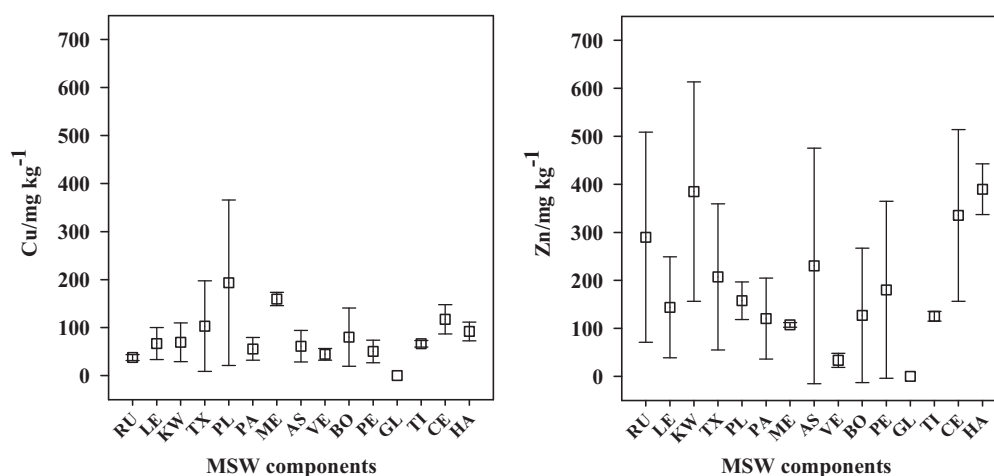 Cu/mg kg-1
700
600
500
400
300
200
100
0
RU LE KW TX PL PA ME AS VE BO PE GL TI CE HA
MSW components
Zn/mg kg-1
700
600
500
400
300
200
100
0
RU LE KW TX PL PA ME AS VE BO PE GL TI CE HA
MSW components